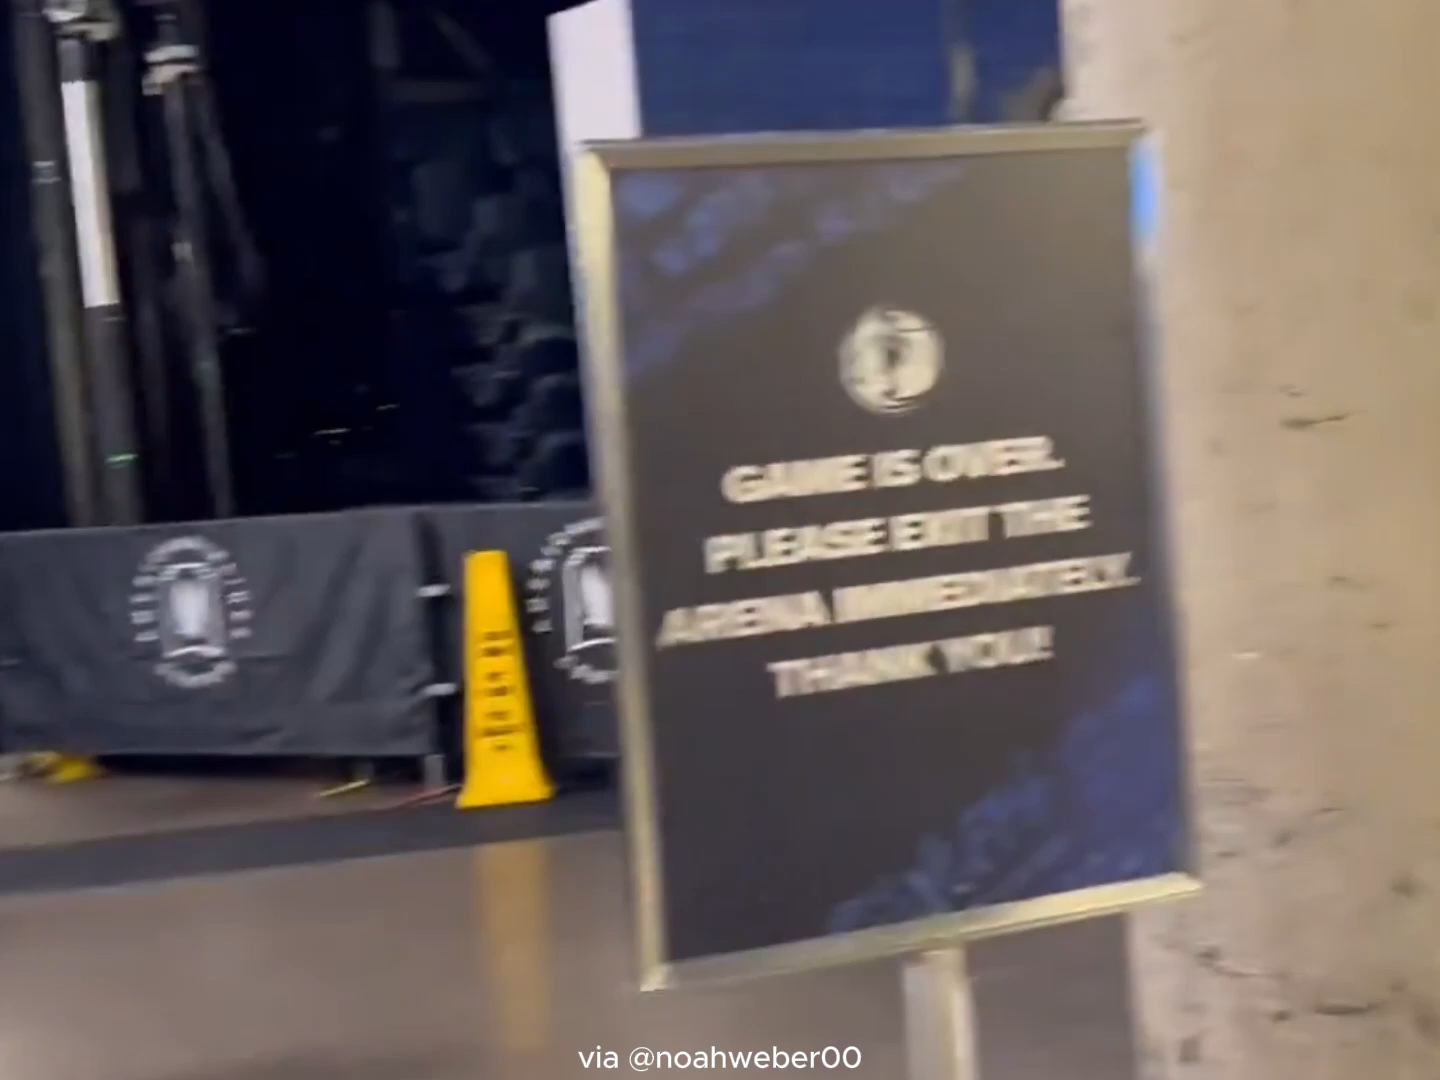 GAME IS OVER.
PLEASE EXIT THE
ARENA IMMEDIATELY.
THANK YOU!
via @noahweber00